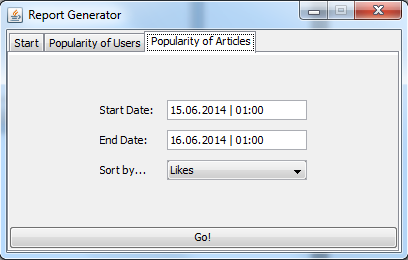 Report Generator
Start Popularity of Users Popularity of Articles
Start Date: 15.06.2014 | 01:00
End Date: 16.06.2014 | 01:00
Sort by... Likes
Go!